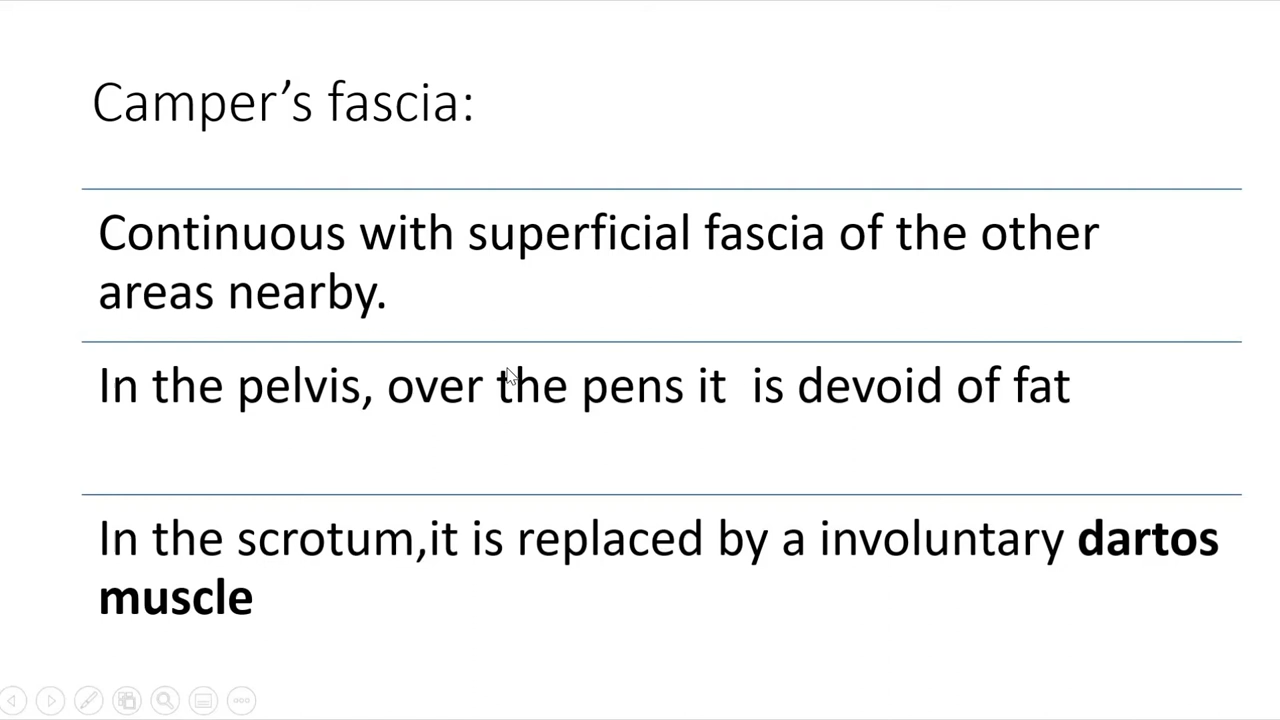 Camper’s fascia:
Continuous with superficial fascia of the other
areas nearby.
In the pelvis, over the pens it  is devoid of fat
In the scrotum,it is replaced by a involuntary dartos
muscle